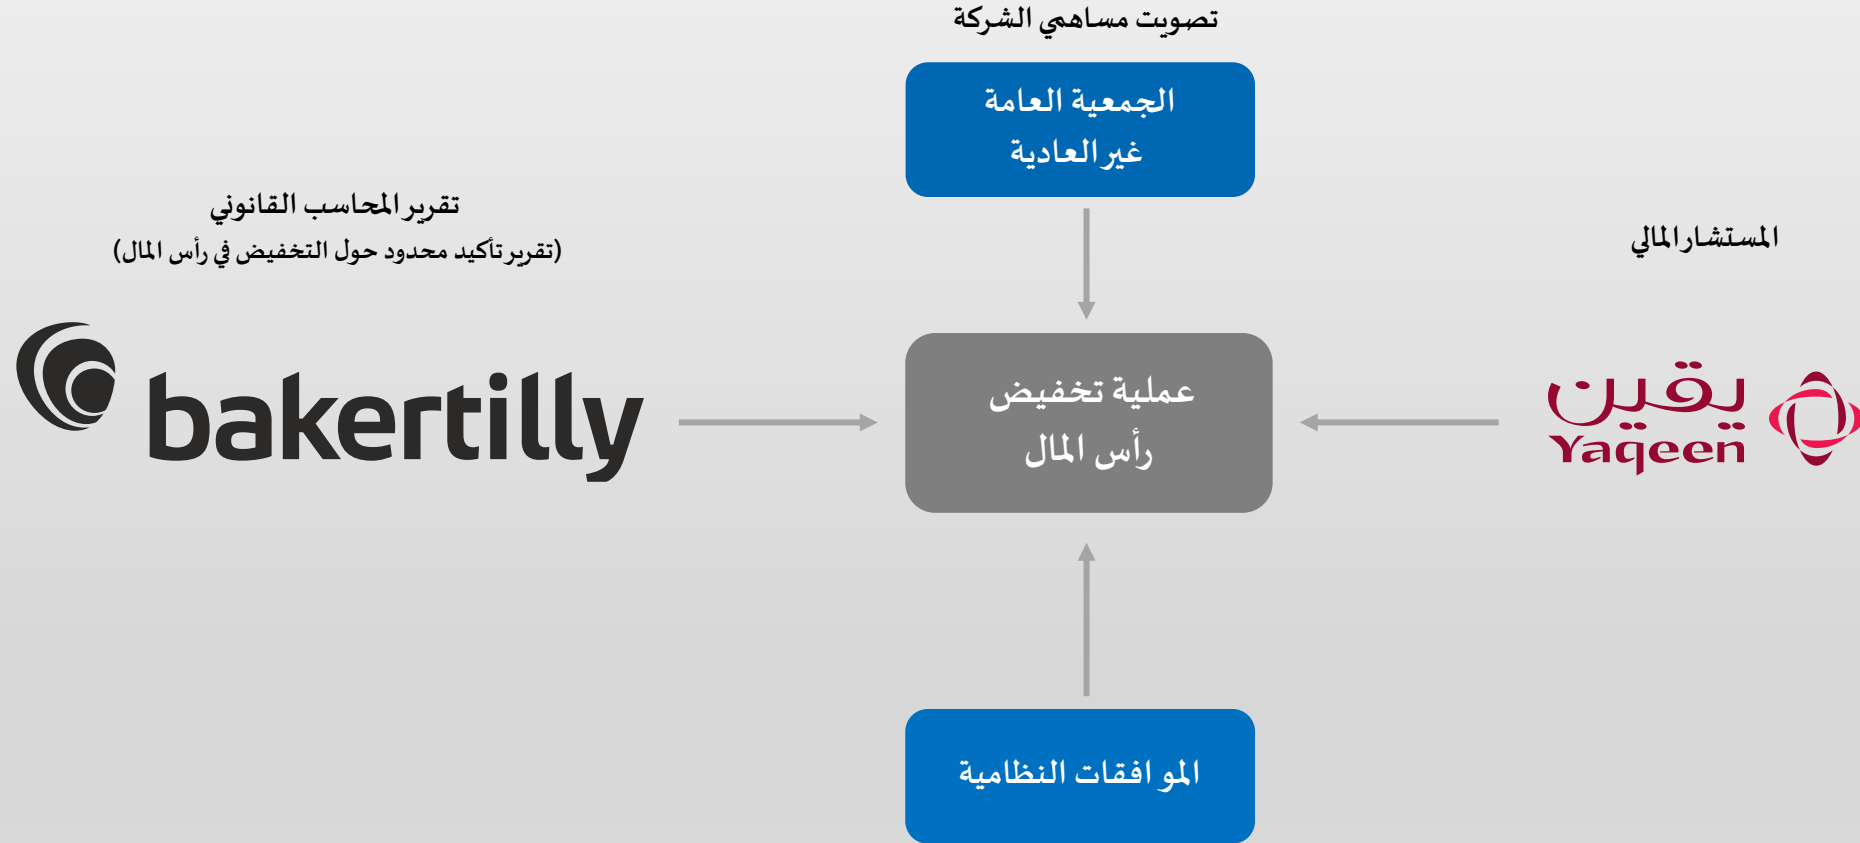 تصويت مساهمي الشركة
الجمعية العامة
غير العادية
المستشار المالي
تقرير المحاسب القانوني
(تقرير تأكيد محدود حول التخفيض في رأس المال)
يقين
Yaqeen
عملية تخفيض
رأس المال
bakertilly
الموافقات النظامية